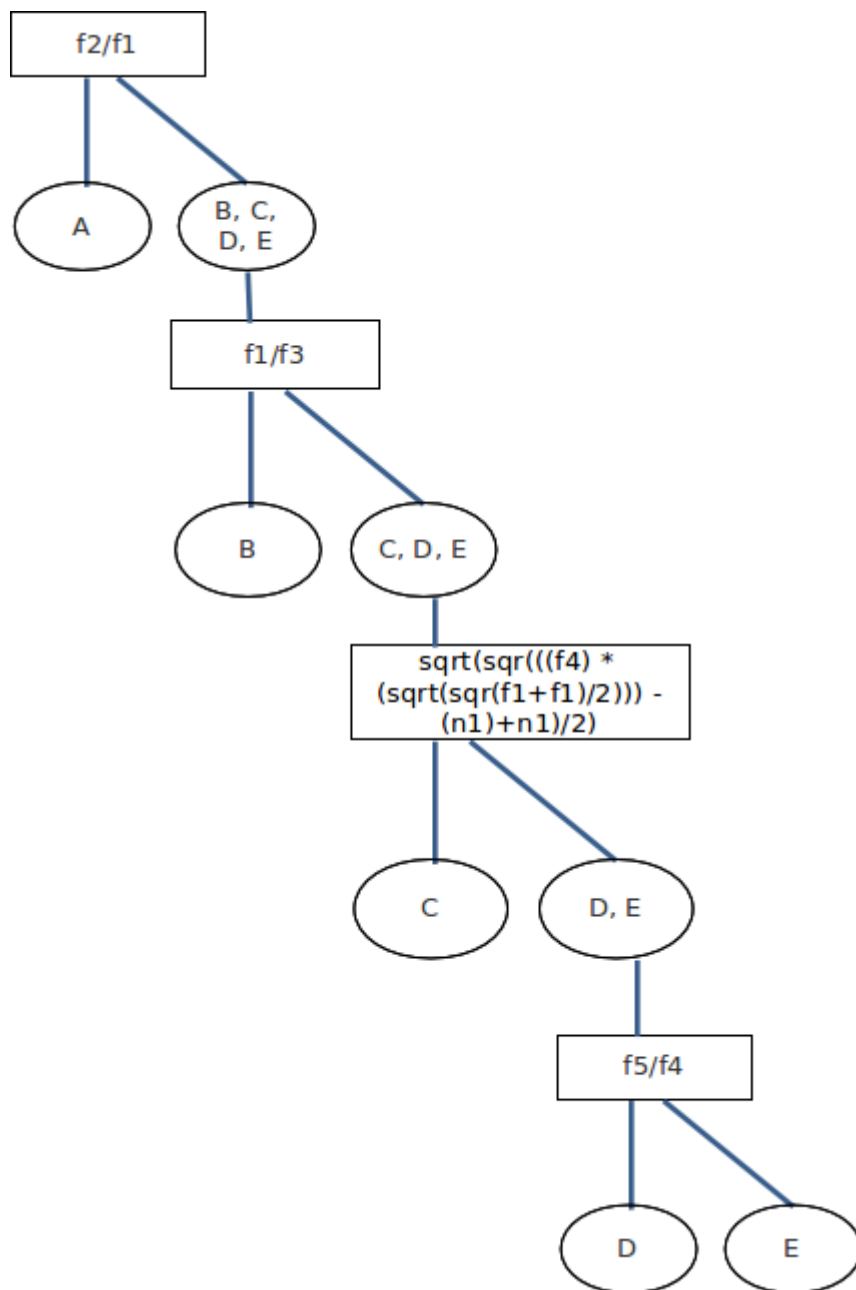 f2/f1
A
B, C,
D, E
f1/f3
B
C, D, E
sqrt(sqr(((f4) *
(sqrt(sqr(f1+f1)/2))) -
(n1)+n1)/2)
C
D, E
f5/f4
D
E